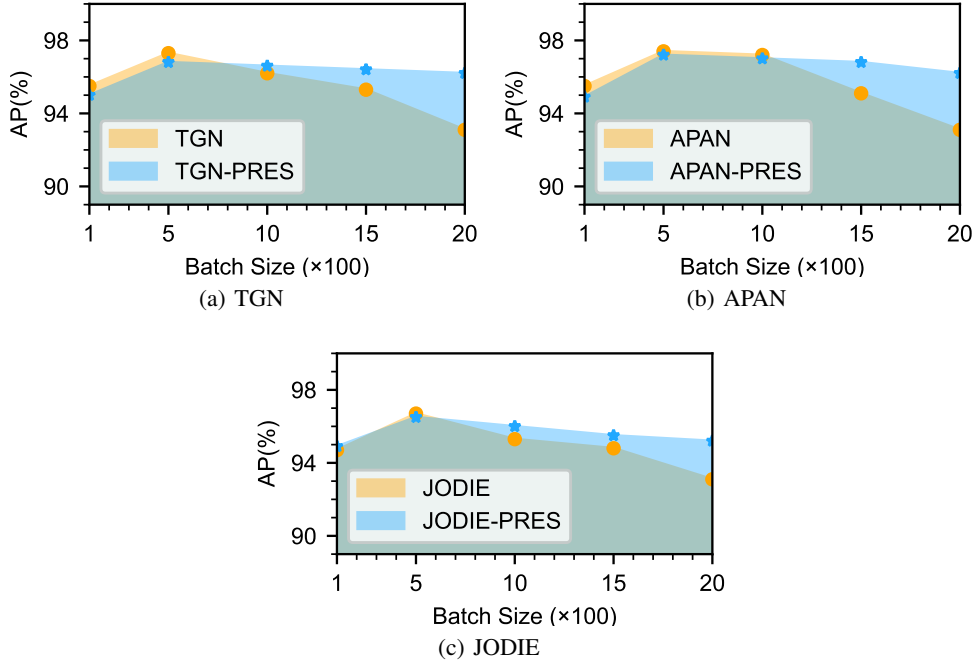 AP(%)
98
94
90
TGN
TGN-PRES
1 5 10 15 20
Batch Size (×100)
(a) TGN
AP(%)
98
94
90
APAN
APAN-PRES
1 5 10 15 20
Batch Size (×100)
(b) APAN
AP(%)
98
94
90
JODIE
JODIE-PRES
1 5 10 15 20
Batch Size (×100)
(c) JODIE